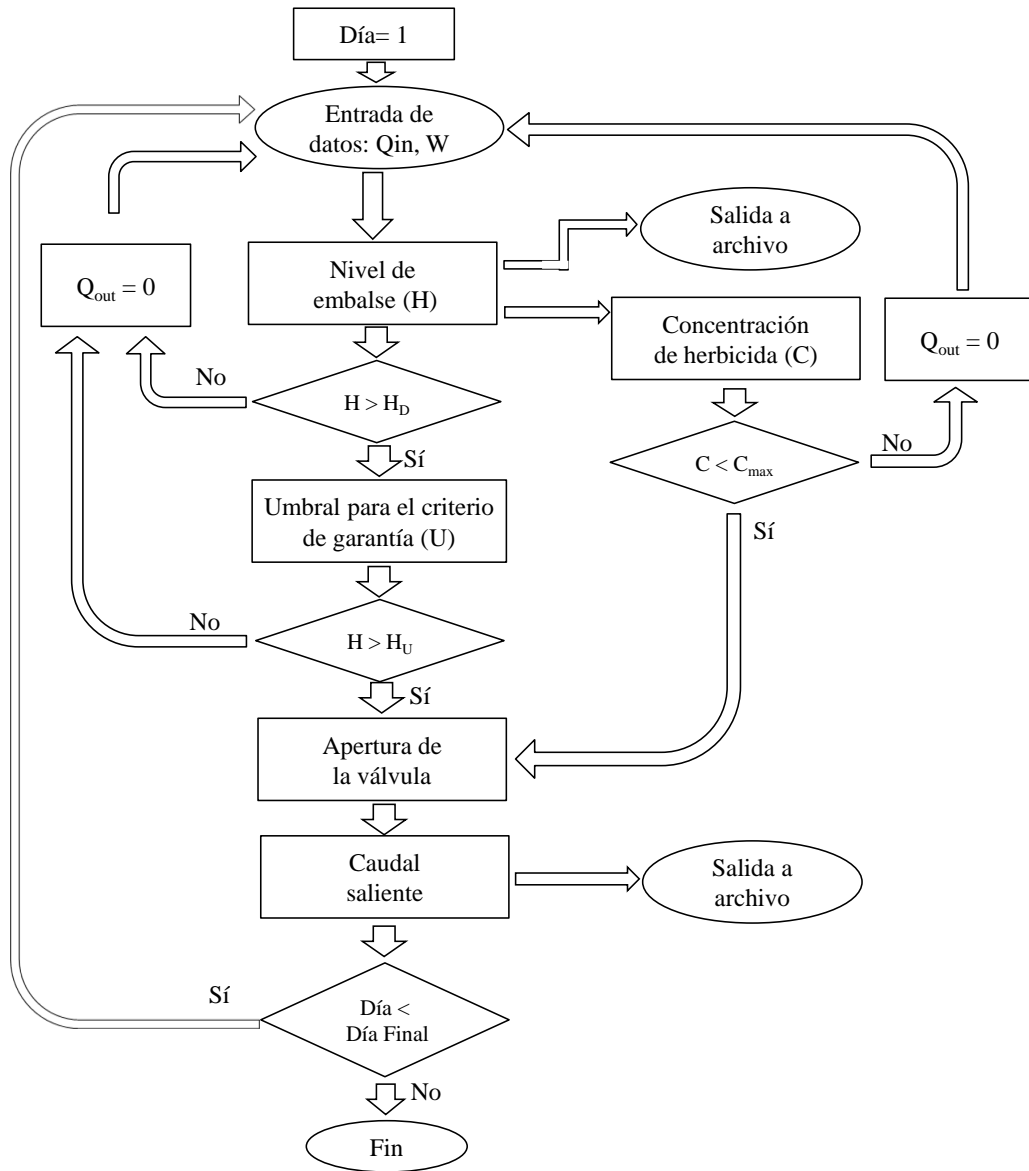 Día= 1
Entrada de
datos: Qin, W
Salida a
archivo
Nivel de
embalse (H)
Q_out = 0
Concentración
de herbicida (C)
Q_out = 0
No
H > H_D
No
C < C_max
Sí
Umbral para el criterio
de garantía (U)
Sí
No
H > H_U
Sí
Apertura de
la válvula
Caudal
saliente
Salida a
archivo
Sí
Día <
Día Final
No
Fin